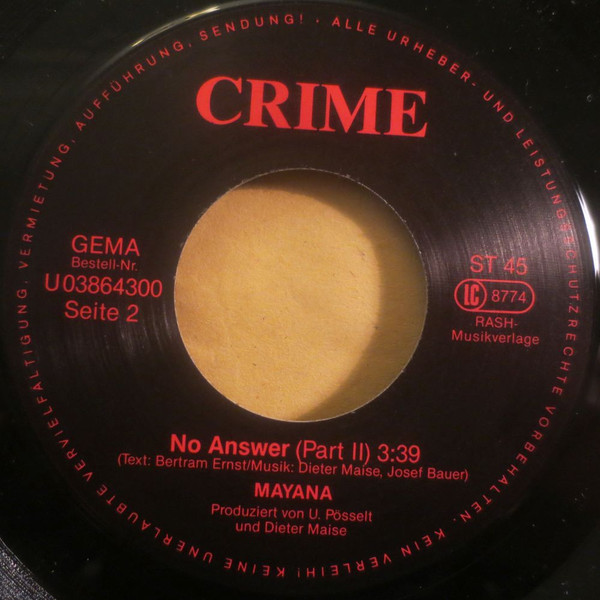 ALLE URHEBER- UND LEISTUNGSSCHUTZRECHTE VORBEHALTEN. KEIN VERLEIH! KEINE UNERLAUBTE VERVIELFÄLTIGUNG, VERMIETUNG, AUFFÜHRUNG, SENDUNG! ·
CRIME
GEMA
Bestell-Nr.
U03864300
Seite 2
ST 45
LC 8774
RASH-
Musikverlage
No Answer (Part II) 3:39
(Text: Bertram Ernst/Musik: Dieter Maise, Josef Bauer)
MAYANA
Produziert von U. Pösselt
und Dieter Maise